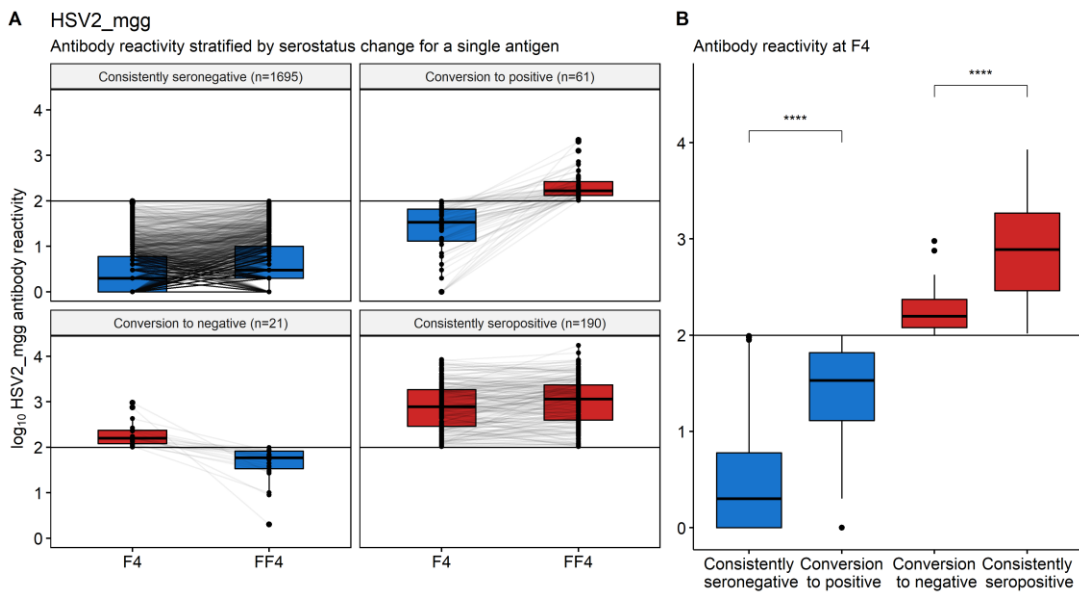 A
HSV2_mgg
Antibody reactivity stratified by serostatus change for a single antigen
Consistently seronegative (n=1695)
Conversion to positive (n=61)
4
3
2
1
0
Conversion to negative (n=21)
Consistently seropositive (n=190)
4
3
2
1
0
log₁₀ HSV2_mgg antibody reactivity
F4
FF4
F4
FF4
B
Antibody reactivity at F4
****
****
4
3
2
1
0
Consistently
seronegative
Conversion
to positive
Conversion
to negative
Consistently
seropositive